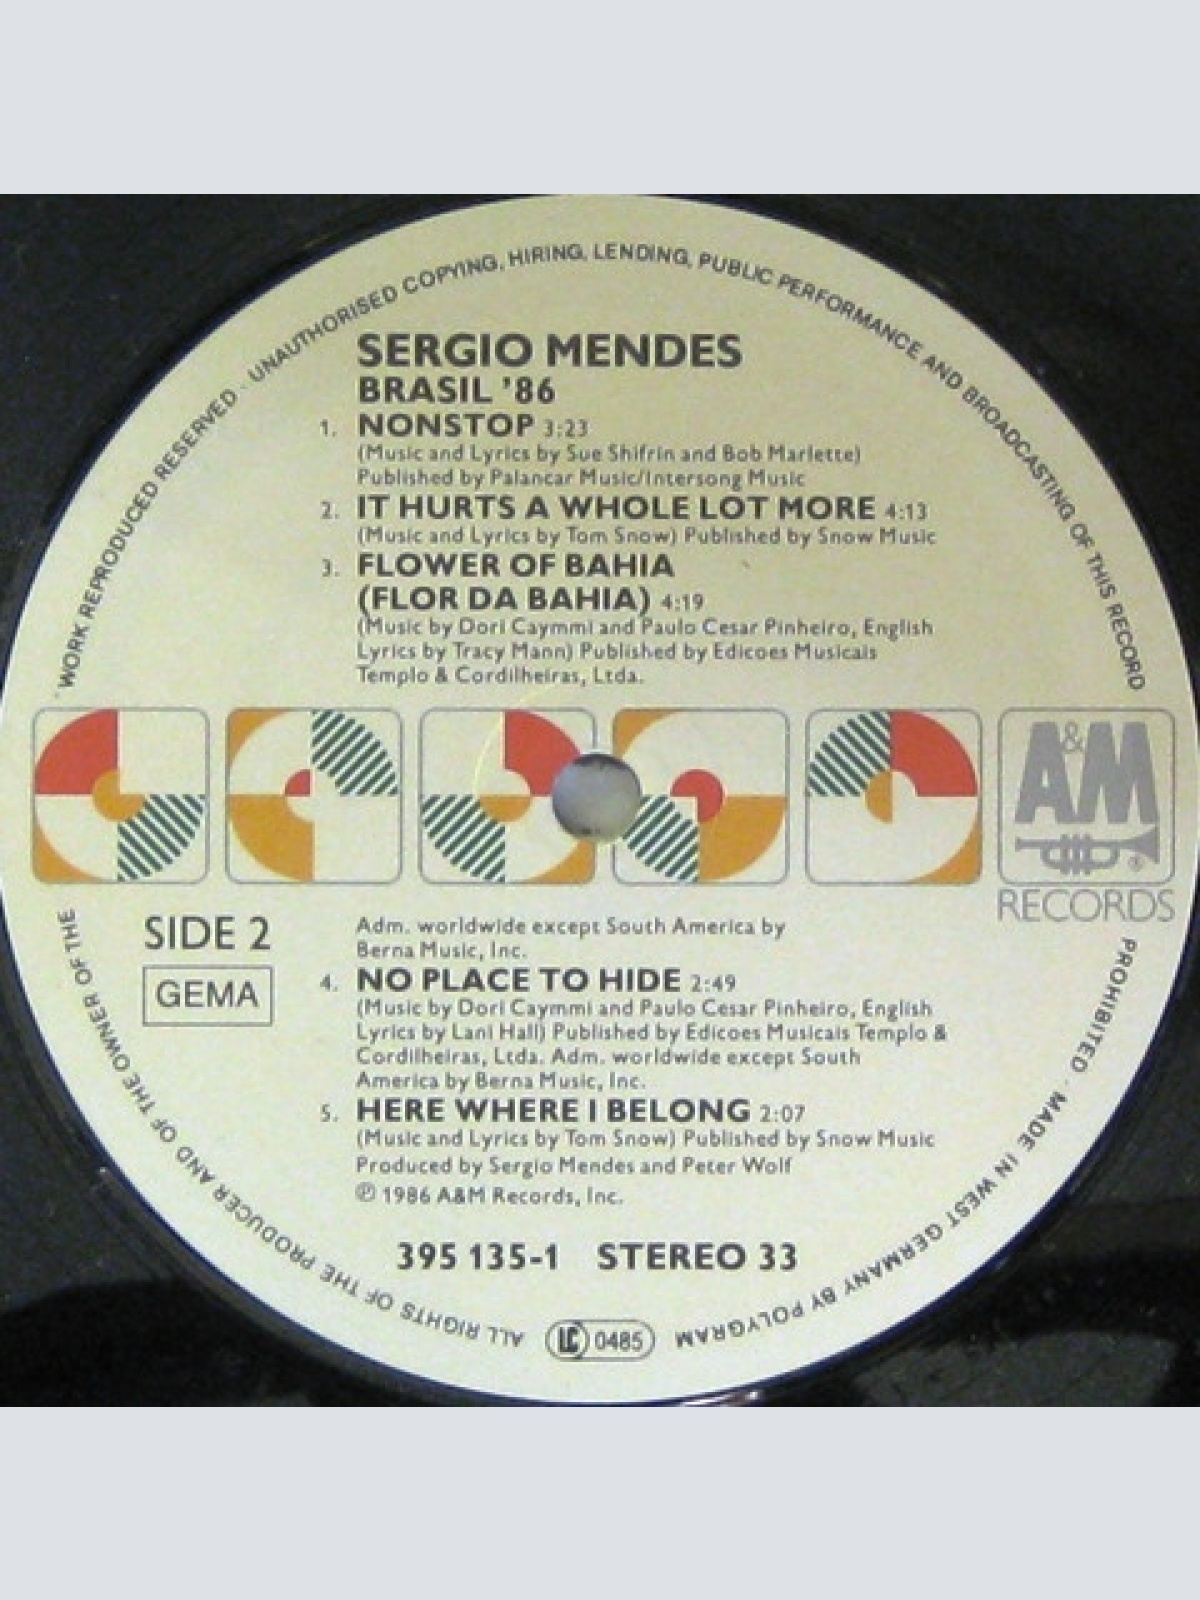 WORK REPRODUCED RESERVED · UNAUTHORISED COPYING, HIRING, LENDING, PUBLIC PERFORMANCE AND BROADCASTING OF THIS RECORD
SERGIO MENDES
BRASIL '86
1. NONSTOP 3:23
(Music and Lyrics by Sue Shifrin and Bob Marlette)
Published by Palancar Music/Intersong Music
2. IT HURTS A WHOLE LOT MORE 4:13
(Music and Lyrics by Tom Snow) Published by Snow Music
3. FLOWER OF BAHIA
(FLOR DA BAHIA) 4:19
(Music by Dori Caymmi and Paulo Cesar Pinheiro, English
Lyrics by Tracy Mann) Published by Edicoes Musicais
Templo & Cordilheiras, Ltda.
A&M
®
RECORDS
SIDE 2
GEMA
Adm. worldwide except South America by
Berna Music, Inc.
4. NO PLACE TO HIDE 2:49
(Music by Dori Caymmi and Paulo Cesar Pinheiro, English
Lyrics by Lani Hall) Published by Edicoes Musicais Templo &
Cordilheiras, Ltda. Adm. worldwide except South
America by Berna Music, Inc.
5. HERE WHERE I BELONG 2:07
(Music and Lyrics by Tom Snow) Published by Snow Music
Produced by Sergio Mendes and Peter Wolf
℗ 1986 A&M Records, Inc.
395 135-1 STEREO 33
LC 0485
PROHIBITED · MADE IN WEST GERMANY BY POLYGRAM
ALL RIGHTS OF THE PRODUCER AND OF THE OWNER OF THE